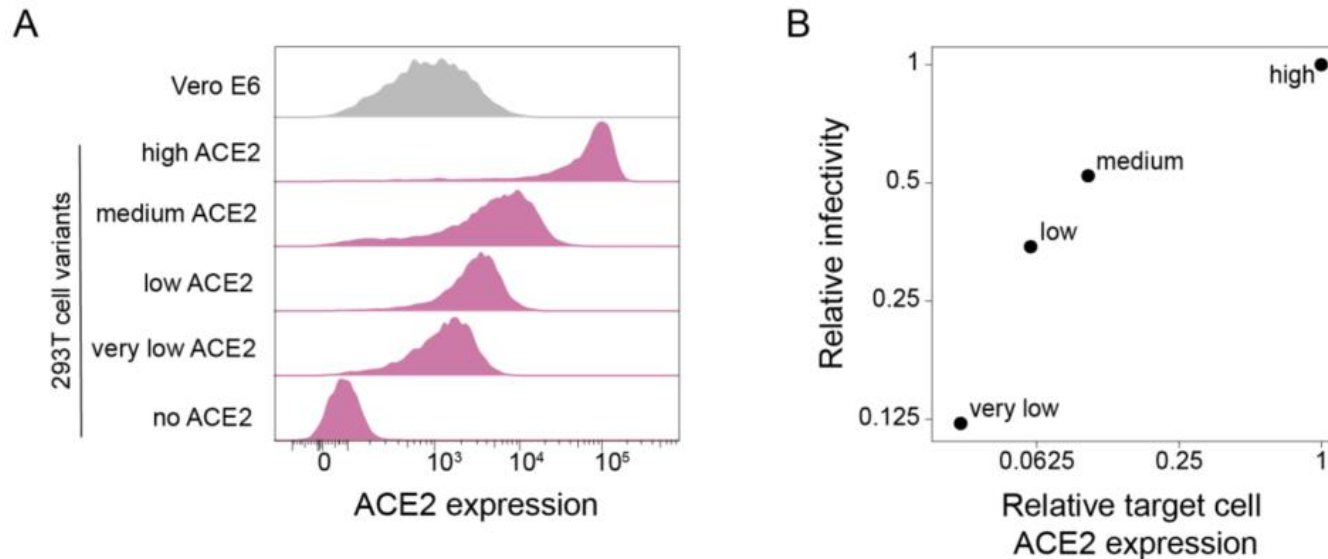 A
293T cell variants
Vero E6
high ACE2
medium ACE2
low ACE2
very low ACE2
no ACE2
0 10³ 10⁴ 10⁵
ACE2 expression
B
Relative infectivity
1
0.5
0.25
0.125
high
medium
low
very low
0.0625 0.25 1
Relative target cell
ACE2 expression